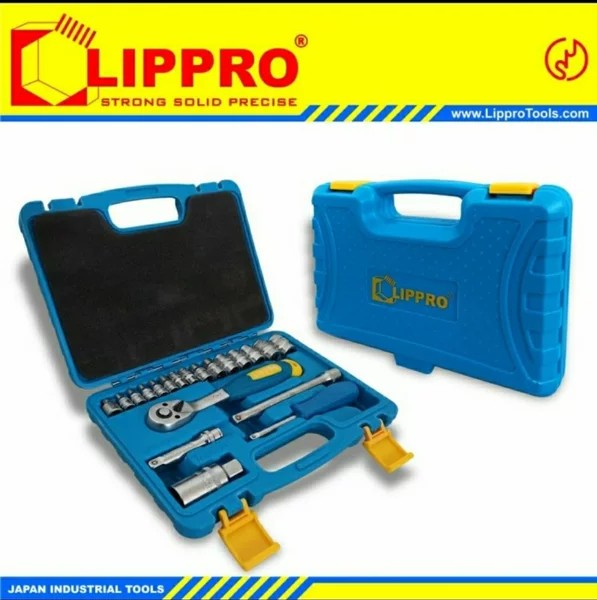 LIPPRO®
STRONG SOLID PRECISE
www.LipproTools.com
LIPPRO®
JAPAN INDUSTRIAL TOOLS